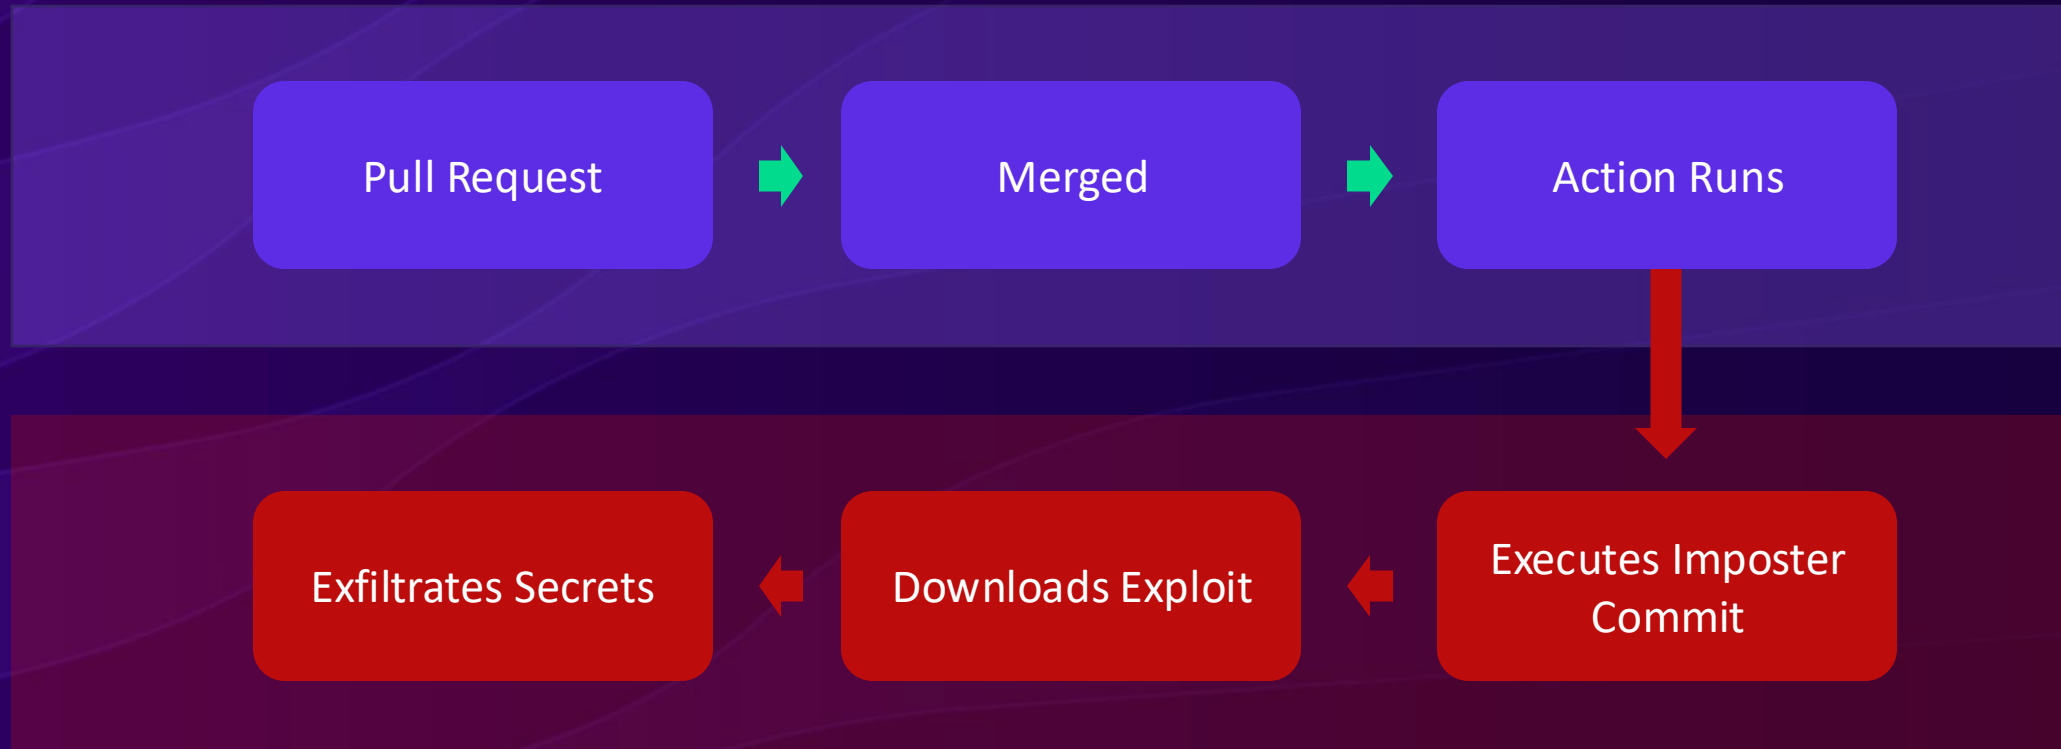 Pull Request
Merged
Action Runs
Exfiltrates Secrets
Downloads Exploit
Executes Imposter
Commit